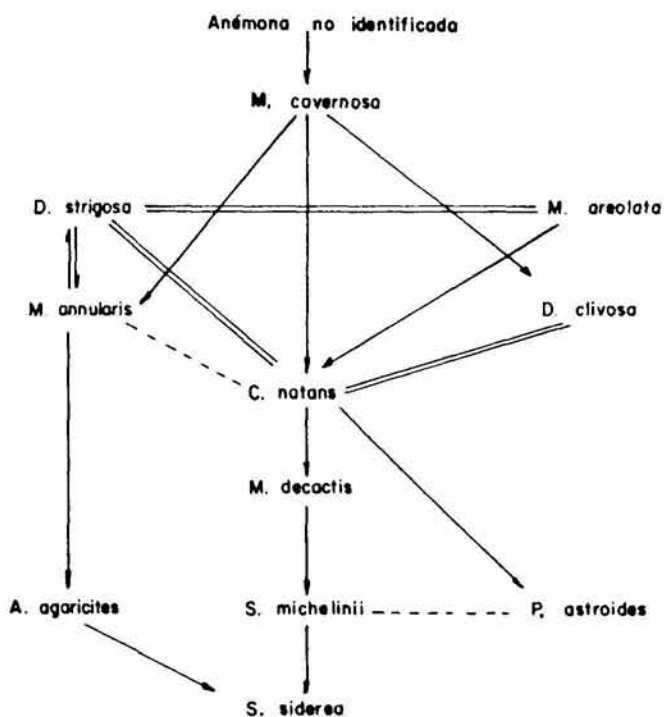 Anémona no identificada
M, cavernosa
D. strigosa
M. areolata
M. annularis
D. clivosa
C. natans
M. decactis
A. agaricites
S. michelinii
P, astroides
S. siderea